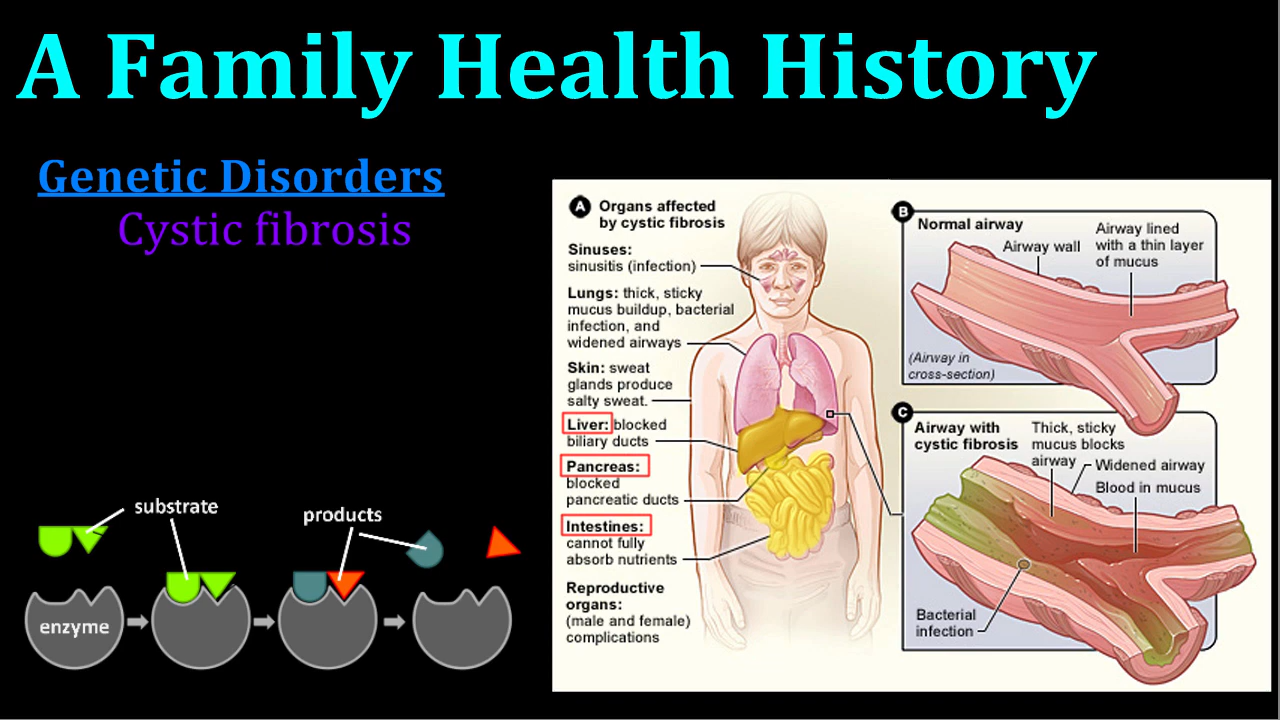 A Family Health History
Genetic Disorders
Cystic fibrosis
substrate
products
enzyme
A
Organs affected
by cystic fibrosis
Sinuses:
sinusitis (infection)
Lungs: thick, sticky
mucus buildup, bacterial
infection, and
widened airways
Skin: sweat
glands produce
salty sweat.
Liver: blocked
biliary ducts
Pancreas:
blocked
pancreatic ducts
Intestines:
cannot fully
absorb nutrients
Reproductive
organs:
(male and female)
complications
B
Normal airway
Airway wall
Airway lined
with a thin layer
of mucus
(Airway in
cross-section)
C
Airway with
cystic fibrosis
Thick, sticky
mucus blocks
airway
Widened airway
Blood in mucus
Bacterial
infection